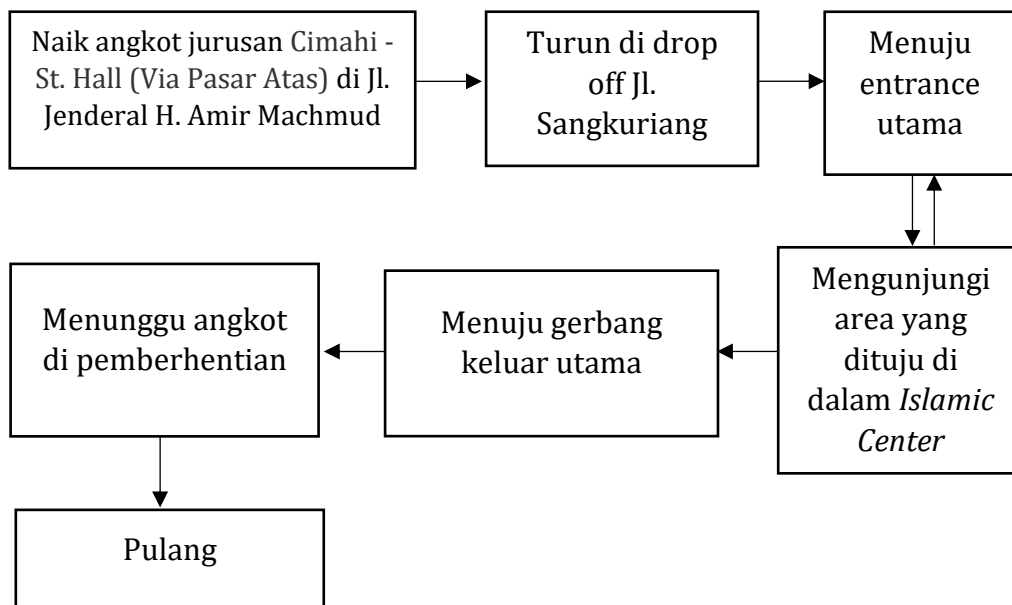 Naik angkot jurusan Cimahi -
St. Hall (Via Pasar Atas) di Jl.
Jenderal H. Amir Machmud
Turun di drop
off Jl.
Sangkuriang
Menuju
entrance
utama
Mengunjungi
area yang
dituju di
dalam Islamic
Center
Menuju gerbang
keluar utama
Menunggu angkot
di pemberhentian
Pulang